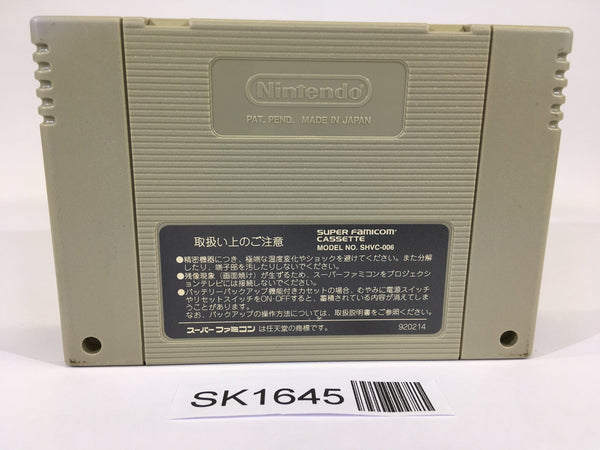 Nintendo
PAT. PEND. MADE IN JAPAN
取扱い上のご注意
SUPER FAMICOM
CASSETTE
MODEL NO. SHVC-006
●精密機器につき、極端な温度変化やショックを避けてください。また分解
したり、端子部を汚したりしないでください。
●残像現象(画面焼け)が生ずるため、スーパーファミコンをプロジェクシ
ョンテレビには接続しないでください。
●バッテリーバックアップ機能付きカセットの場合、むやみに電源スイッチ
やリセットスイッチをON·OFFすると、蓄積されている内容が消えてしま
うことがあります。
なお、バックアップの操作方法については、取扱説明書をご参照ください。
スーパーファミコン は任天堂の商標です。
920214
SK1645